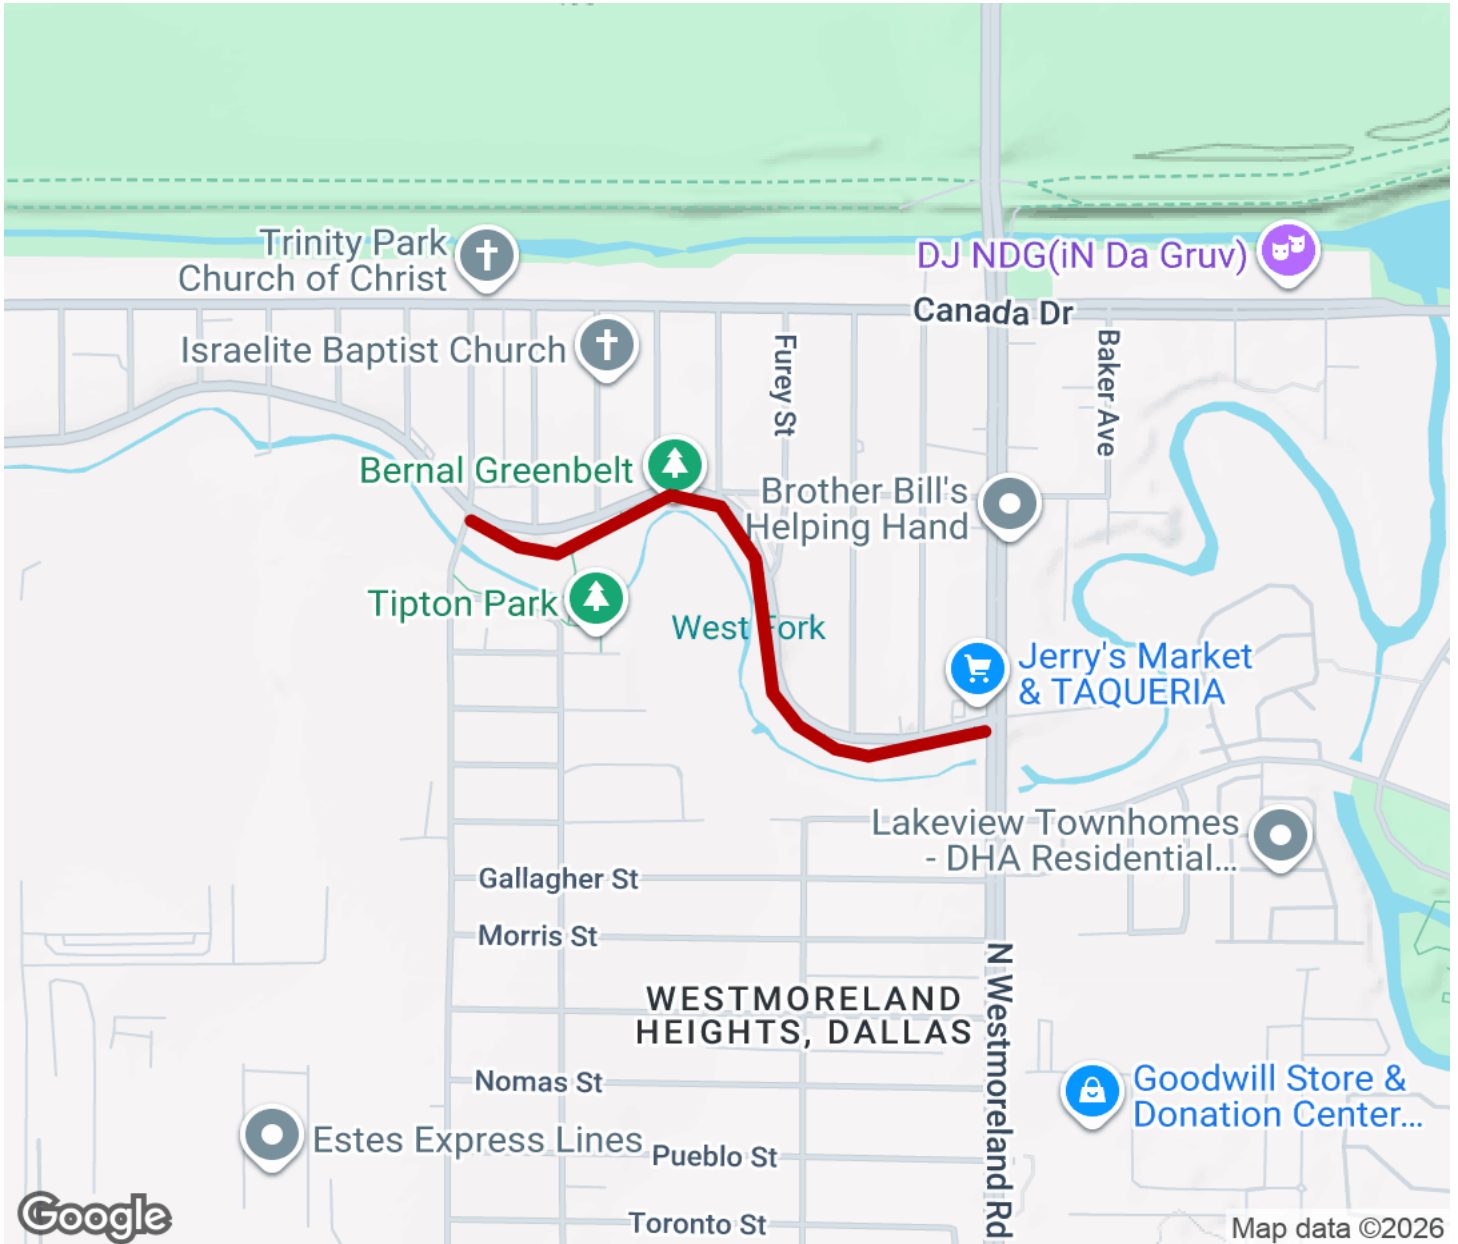 Trinity Park
Church of Christ
DJ NDG(iN Da Gruv)
Canada Dr
Israelite Baptist Church
Furey St
Baker Ave
Bernal Greenbelt
Brother Bill's
Helping Hand
Tipton Park
West Fork
Jerry's Market
& TAQUERIA
Lakeview Townhomes
- DHA Residential...
Gallagher St
Morris St
N Westmoreland Rd
WESTMORELAND
HEIGHTS, DALLAS
Nomas St
Goodwill Store &
Donation Center...
Estes Express Lines
Pueblo St
Toronto St
Google
Map data ©2026